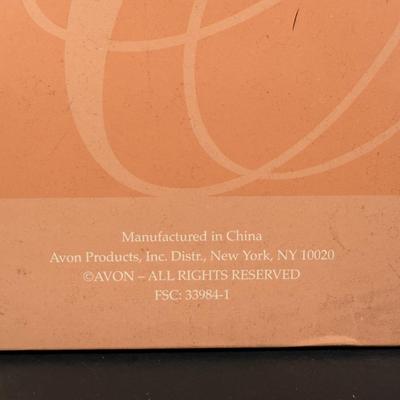 Manufactured in China
Avon Products, Inc. Distr., New York, NY 10020
©AVON – ALL RIGHTS RESERVED
FSC: 33984-1